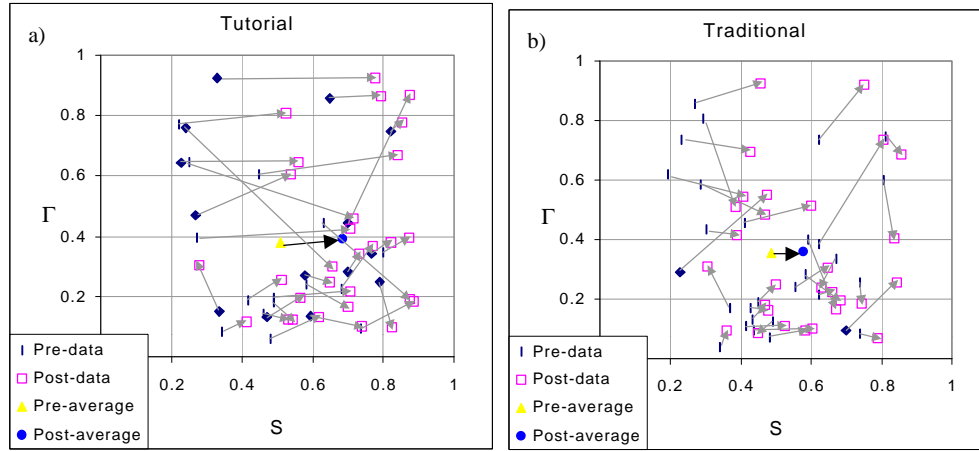 a)
Tutorial
1
0.8
0.6
Γ
0.4
0.2
0.2 0.4 0.6 0.8 1
S
Pre-data
Post-data
Pre-average
Post-average
b)
Traditional
1
0.8
0.6
Γ
0.4
0.2
0.2 0.4 0.6 0.8 1
S
Pre-data
Post-data
Pre-average
Post-average